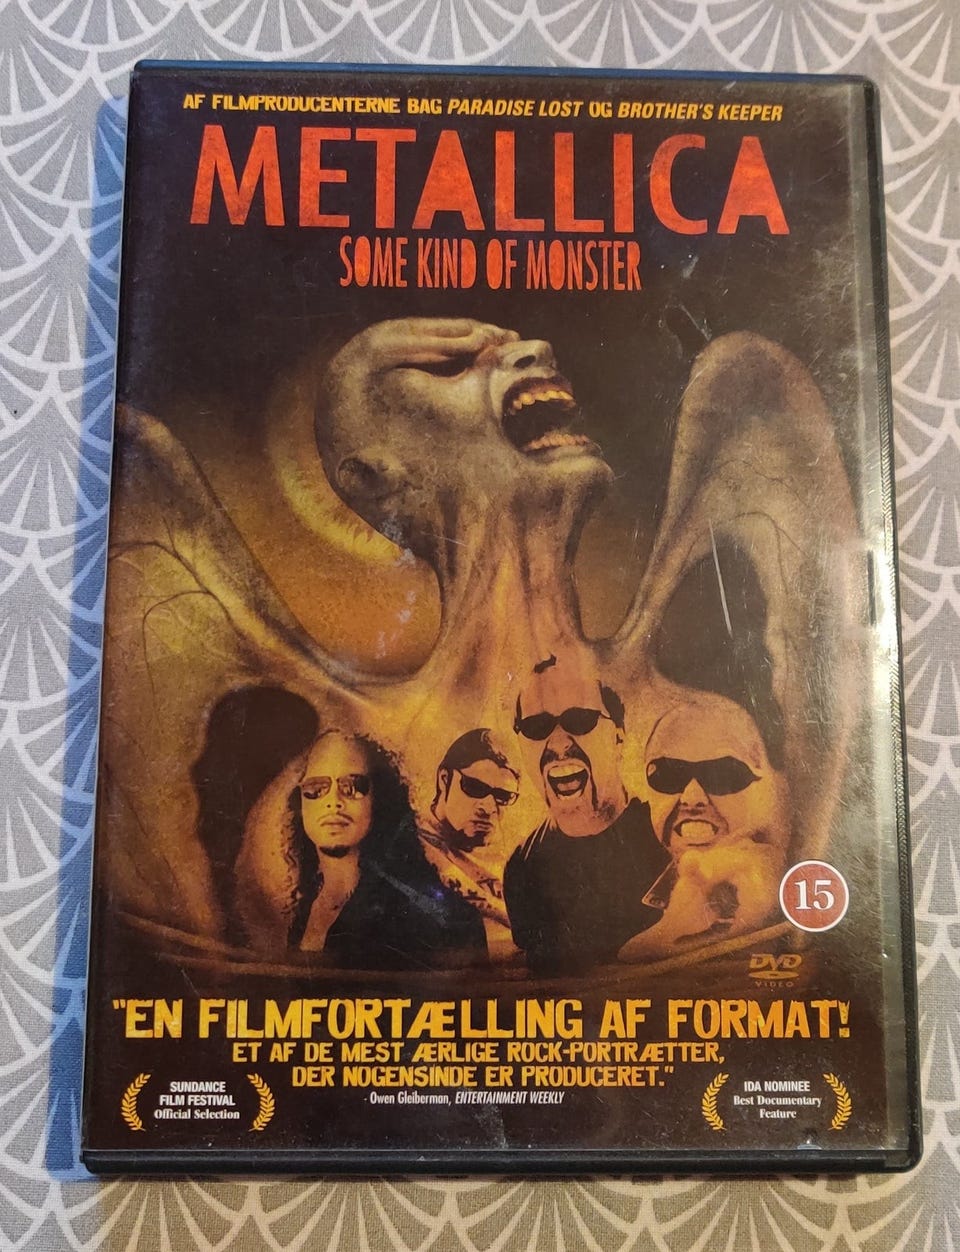 AF FILMPRODUCENTERNE BAG PARADISE LOST OG BROTHER'S KEEPER
METALLICA
SOME KIND OF MONSTER
15
DVD
VIDEO
"EN FILMFORTÆLLING AF FORMAT!
ET AF DE MEST ÆRLIGE ROCK-PORTRÆTTER,
DER NOGENSINDE ER PRODUCERET."
- Owen Gleiberman, ENTERTAINMENT WEEKLY
SUNDANCE
FILM FESTIVAL
Official Selection
IDA NOMINEE
Best Documentary
Feature